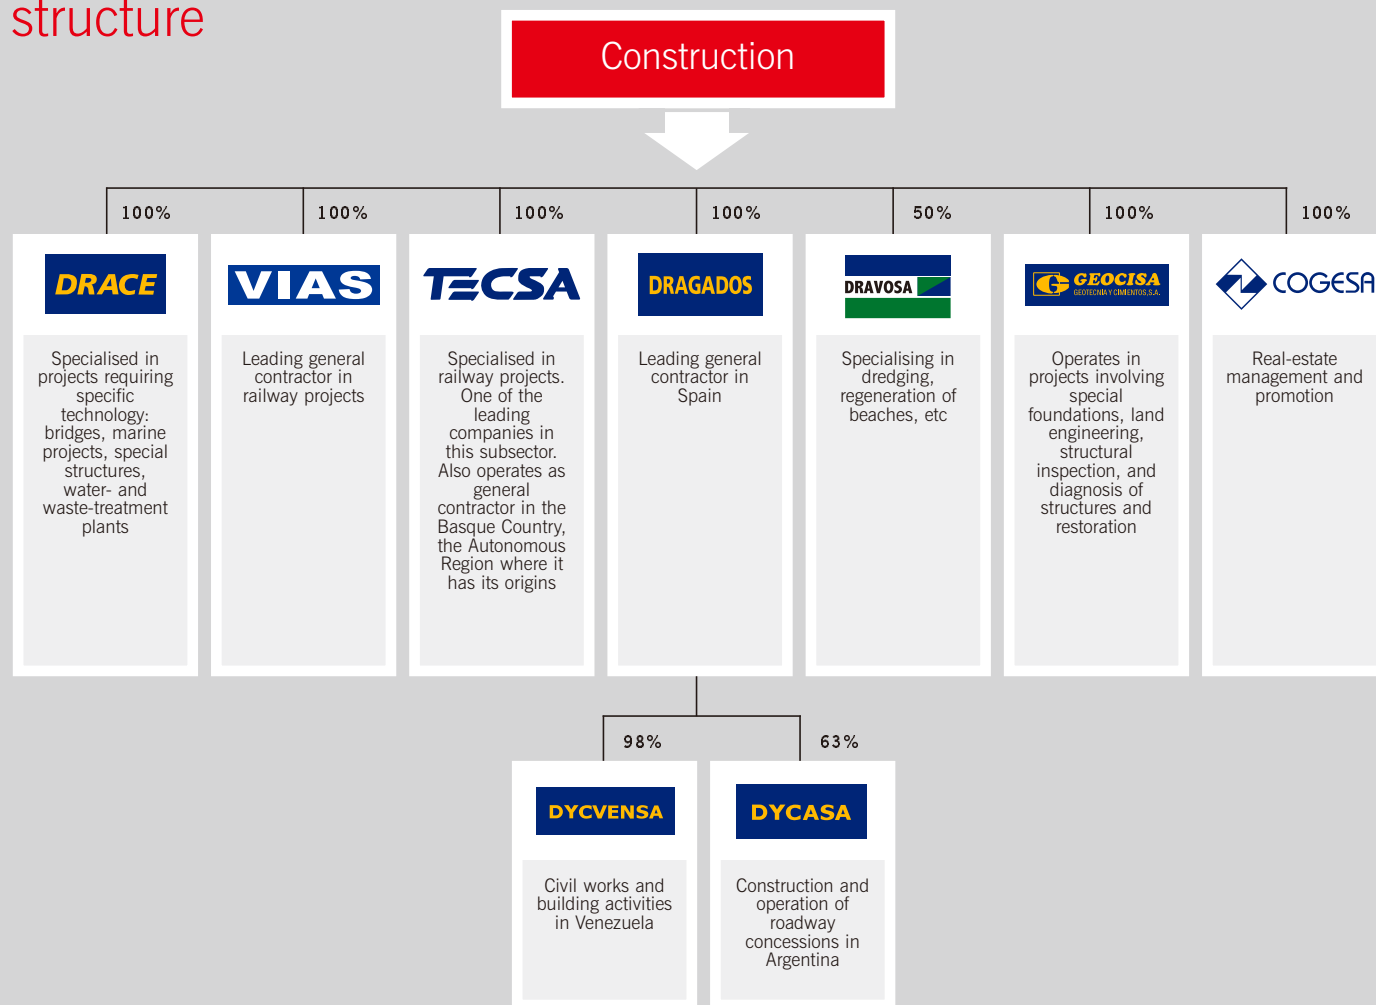 structure
Construction
100%
100%
100%
100%
50%
100%
100%
DRACE
Specialised in
projects requiring
specific
technology:
bridges, marine
projects, special
structures,
water- and
waste-treatment
plants
VIAS
Leading general
contractor in
railway projects
TECSA
Specialised in
railway projects.
One of the
leading
companies in
this subsector.
Also operates as
general
contractor in the
Basque Country,
the Autonomous
Region where it
has its origins
DRAGADOS
Leading general
contractor in
Spain
DRAVOSA
Specialising in
dredging,
regeneration of
beaches, etc
GEOCISA
GEOTECNIA Y CIMIENTOS, S.A.
Operates in
projects involving
special
foundations, land
engineering,
structural
inspection, and
diagnosis of
structures and
restoration
COGESA
Real-estate
management and
promotion
98%
63%
DYCVENSA
Civil works and
building activities
in Venezuela
DYCASA
Construction and
operation of
roadway
concessions in
Argentina